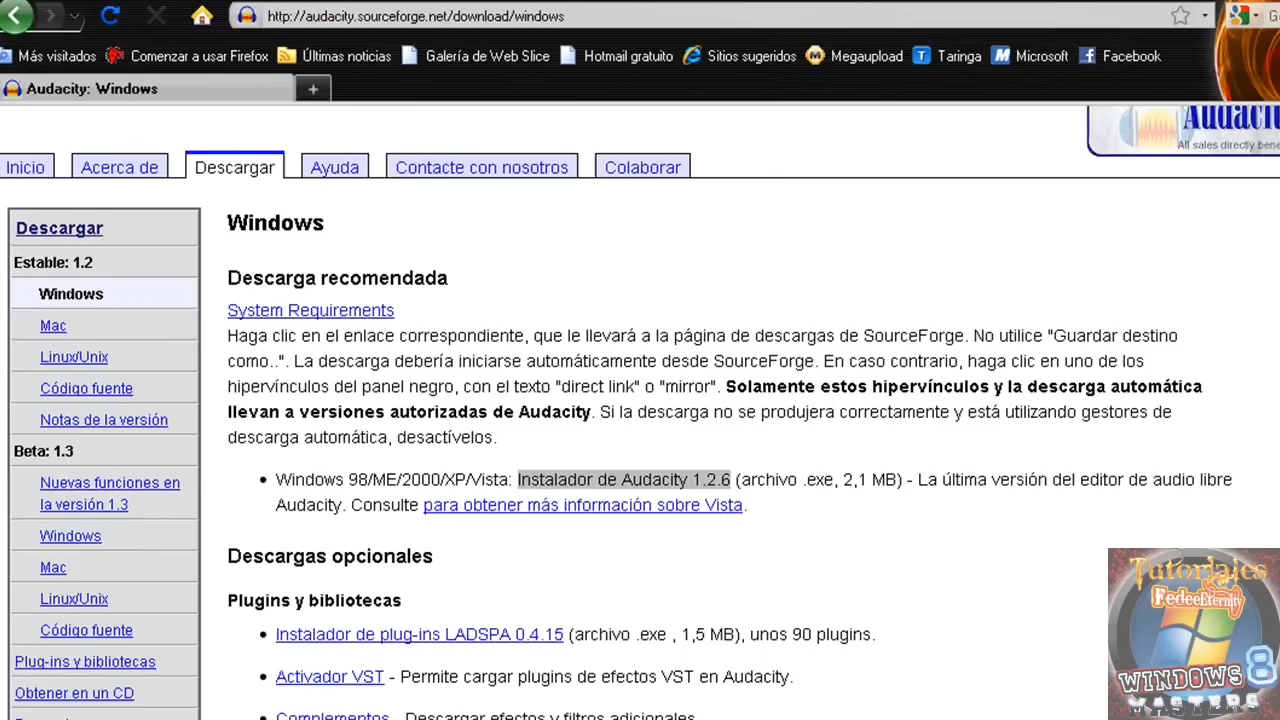 http://audacity.sourceforge.net/download/windows
Más visitados Comenzar a usar Firefox Últimas noticias Galería de Web Slice Hotmail gratuito Sitios sugeridos Megaupload Taringa Microsoft Facebook
Audacity: Windows
Audacity
All sales directly bene
Inicio Acerca de Descargar Ayuda Contacte con nosotros Colaborar
Descargar
Estable: 1.2
Windows
Mac
Linux/Unix
Código fuente
Notas de la versión
Beta: 1.3
Nuevas funciones en
la versión 1.3
Windows
Mac
Linux/Unix
Código fuente
Plug-ins y bibliotecas
Obtener en un CD
Windows
Descarga recomendada
System Requirements
Haga clic en el enlace correspondiente, que le llevará a la página de descargas de SourceForge. No utilice "Guardar destino
como..". La descarga debería iniciarse automáticamente desde SourceForge. En caso contrario, haga clic en uno de los
hipervínculos del panel negro, con el texto "direct link" o "mirror". Solamente estos hipervínculos y la descarga automática
llevan a versiones autorizadas de Audacity. Si la descarga no se produjera correctamente y está utilizando gestores de
descarga automática, desactívelos.
Windows 98/ME/2000/XP/Vista: Instalador de Audacity 1.2.6 (archivo .exe, 2,1 MB) - La última versión del editor de audio libre
Audacity. Consulte para obtener más información sobre Vista.
Descargas opcionales
Plugins y bibliotecas
Instalador de plug-ins LADSPA 0.4.15 (archivo .exe , 1,5 MB), unos 90 plugins.
Activador VST - Permite cargar plugins de efectos VST en Audacity.
Complementos - Descargar efectos y filtros adicionales.
Tutoriales
FedeeEternity
WINDOWS 8
MASTERS